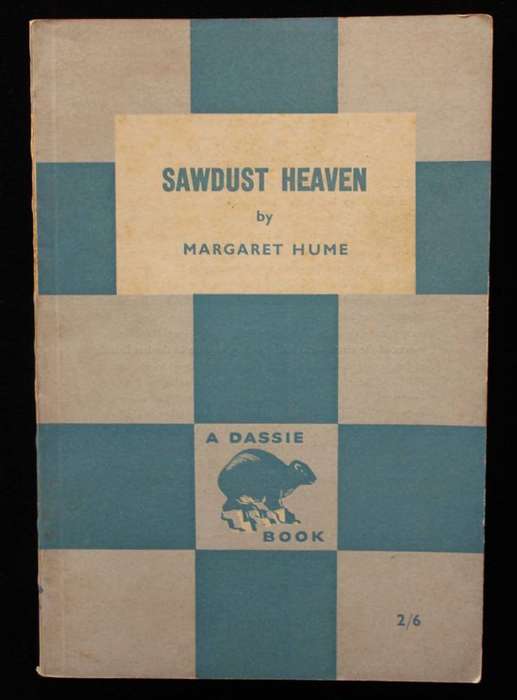 SAWDUST HEAVEN
by
MARGARET HUME
A DASSIE
BOOK
2/6